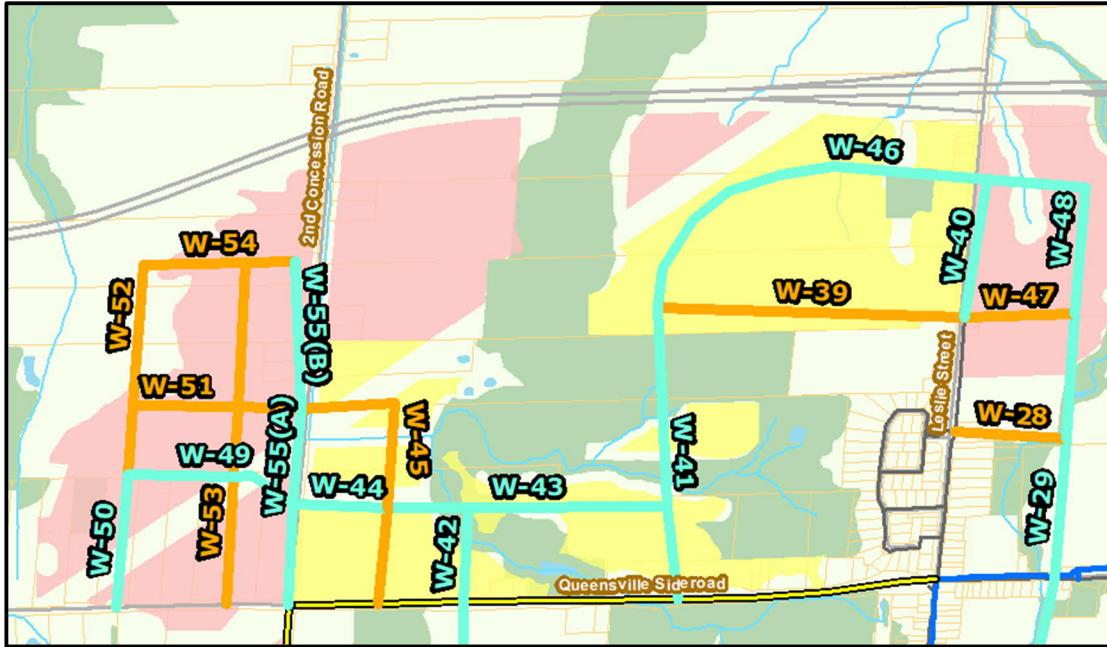 2nd Concession Road
W-46
W-54
W-40
W-48
W-52
W-55(B)
W-39
W-47
W-51
Leslie Street
W-28
W-45
W-55(A)
W-49
W-41
W-44
W-43
W-29
W-53
W-50
W-42
Queensville Sideroad